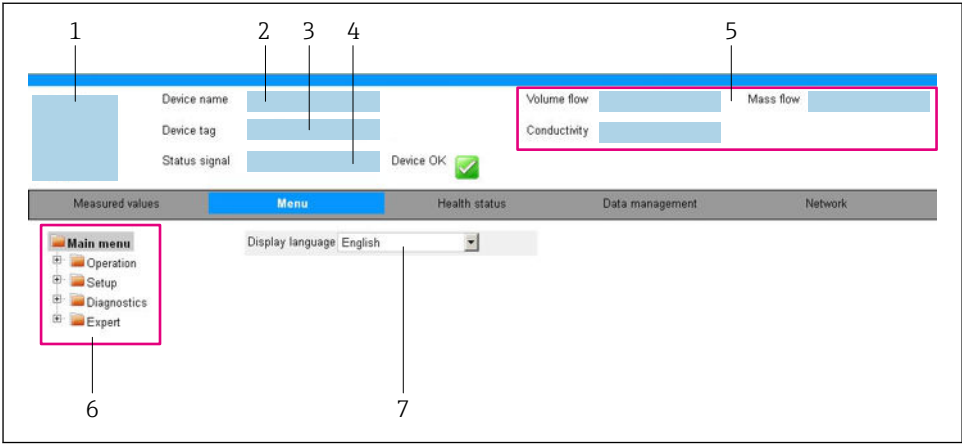 1 2 3 4 5
Device name
Volume flow
Mass flow
Device tag
Conductivity
Status signal
Device OK
Measured values Menu Health status Data management Network
Main menu
Display language English
Operation
Setup
Diagnostics
Expert
6 7